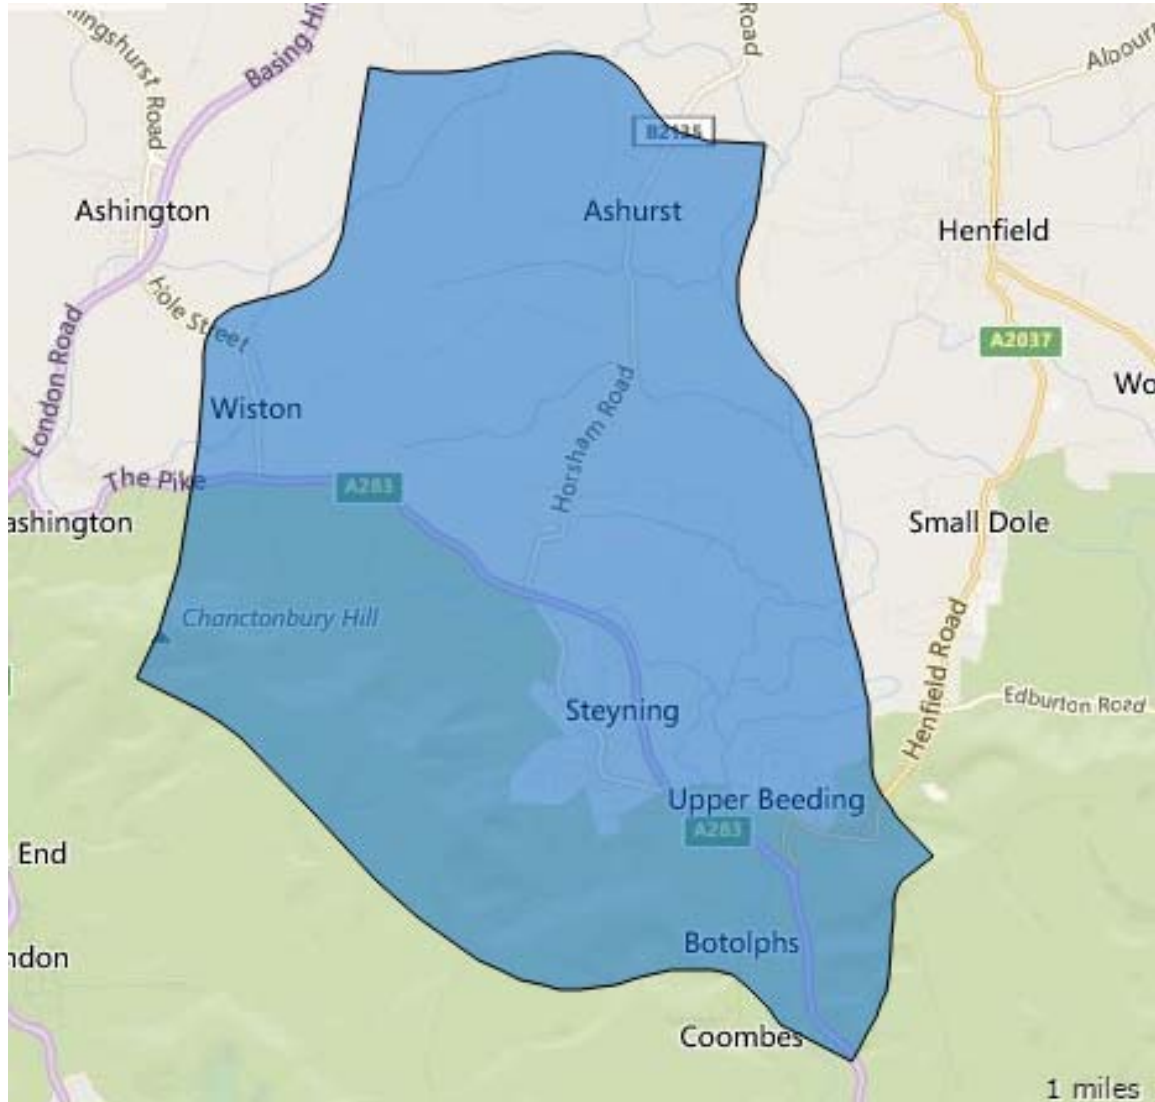 Road
Road
Basing Hi
Albour
B2135
Ashington
Ashurst
Henfield
Hole Street
A2037
London Road
Wo
Horsham Road
Wiston
The Pike
A283
ashington
Small Dole
Chanctonbury Hill
Henfield Road
Edburton Road
Steyning
Upper Beeding
A283
End
Botolphs
ndon
Coombes
1 miles